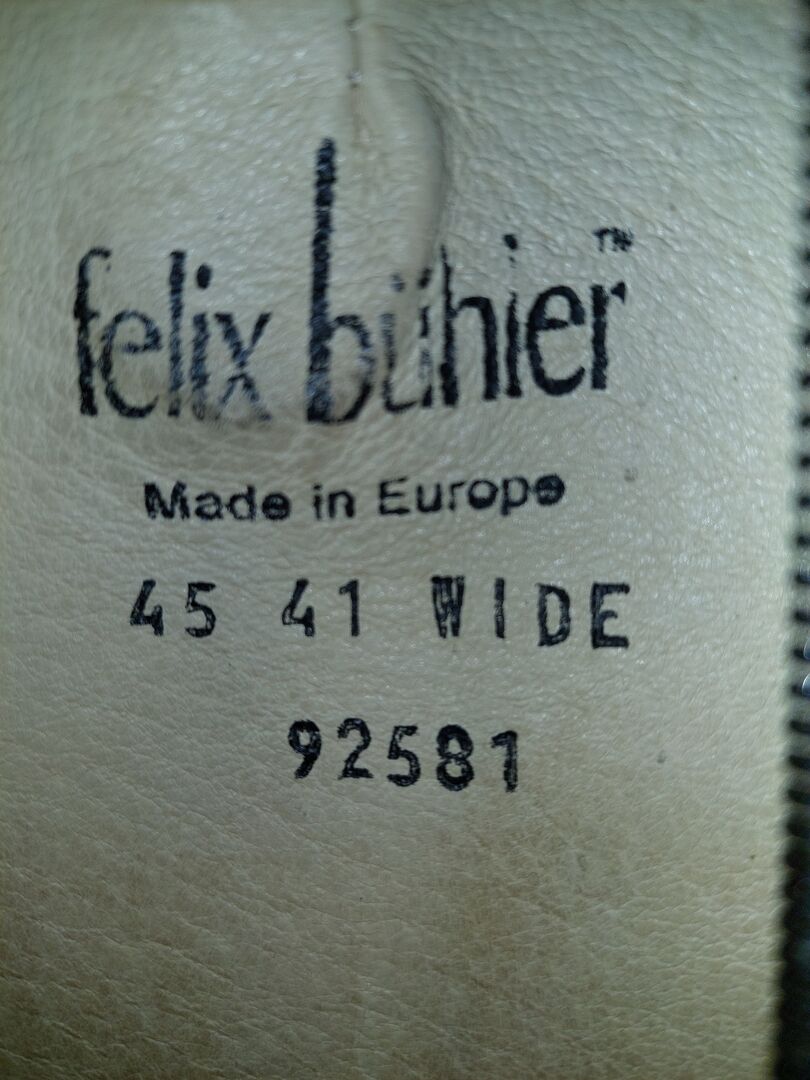 felix bühler™
Made in Europe
45 41 WIDE
92581